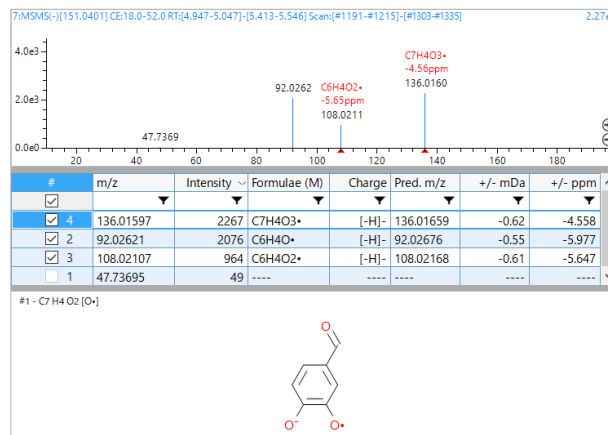 7:MSMS(-)[151.0401] CE:18.0-52.0 RT:[4.947-5.047]-[5.413-5.546] Scan:[#1191-#1215]-[#1303-#1335] 2.27e
4.0e3
2.0e3
0.0e0
C7H4O3•
-4.56ppm
136.0160
92.0262
C6H4O2•
-5.65ppm
108.0211
47.7369
20 40 60 80 100 120 140 160 180
# m/z Intensity Formulae (M) Charge Pred. m/z +/- mDa +/- ppm
4 136.01597 2267 C7H4O3• [-H]- 136.01659 -0.62 -4.558
2 92.02621 2076 C6H4O• [-H]- 92.02676 -0.55 -5.977
3 108.02107 964 C6H4O2• [-H]- 108.02168 -0.61 -5.647
1 47.73695 49 ---- ---- ---- ---- ----
#1 - C7 H4 O2 [O•]
O
O⁻ O•